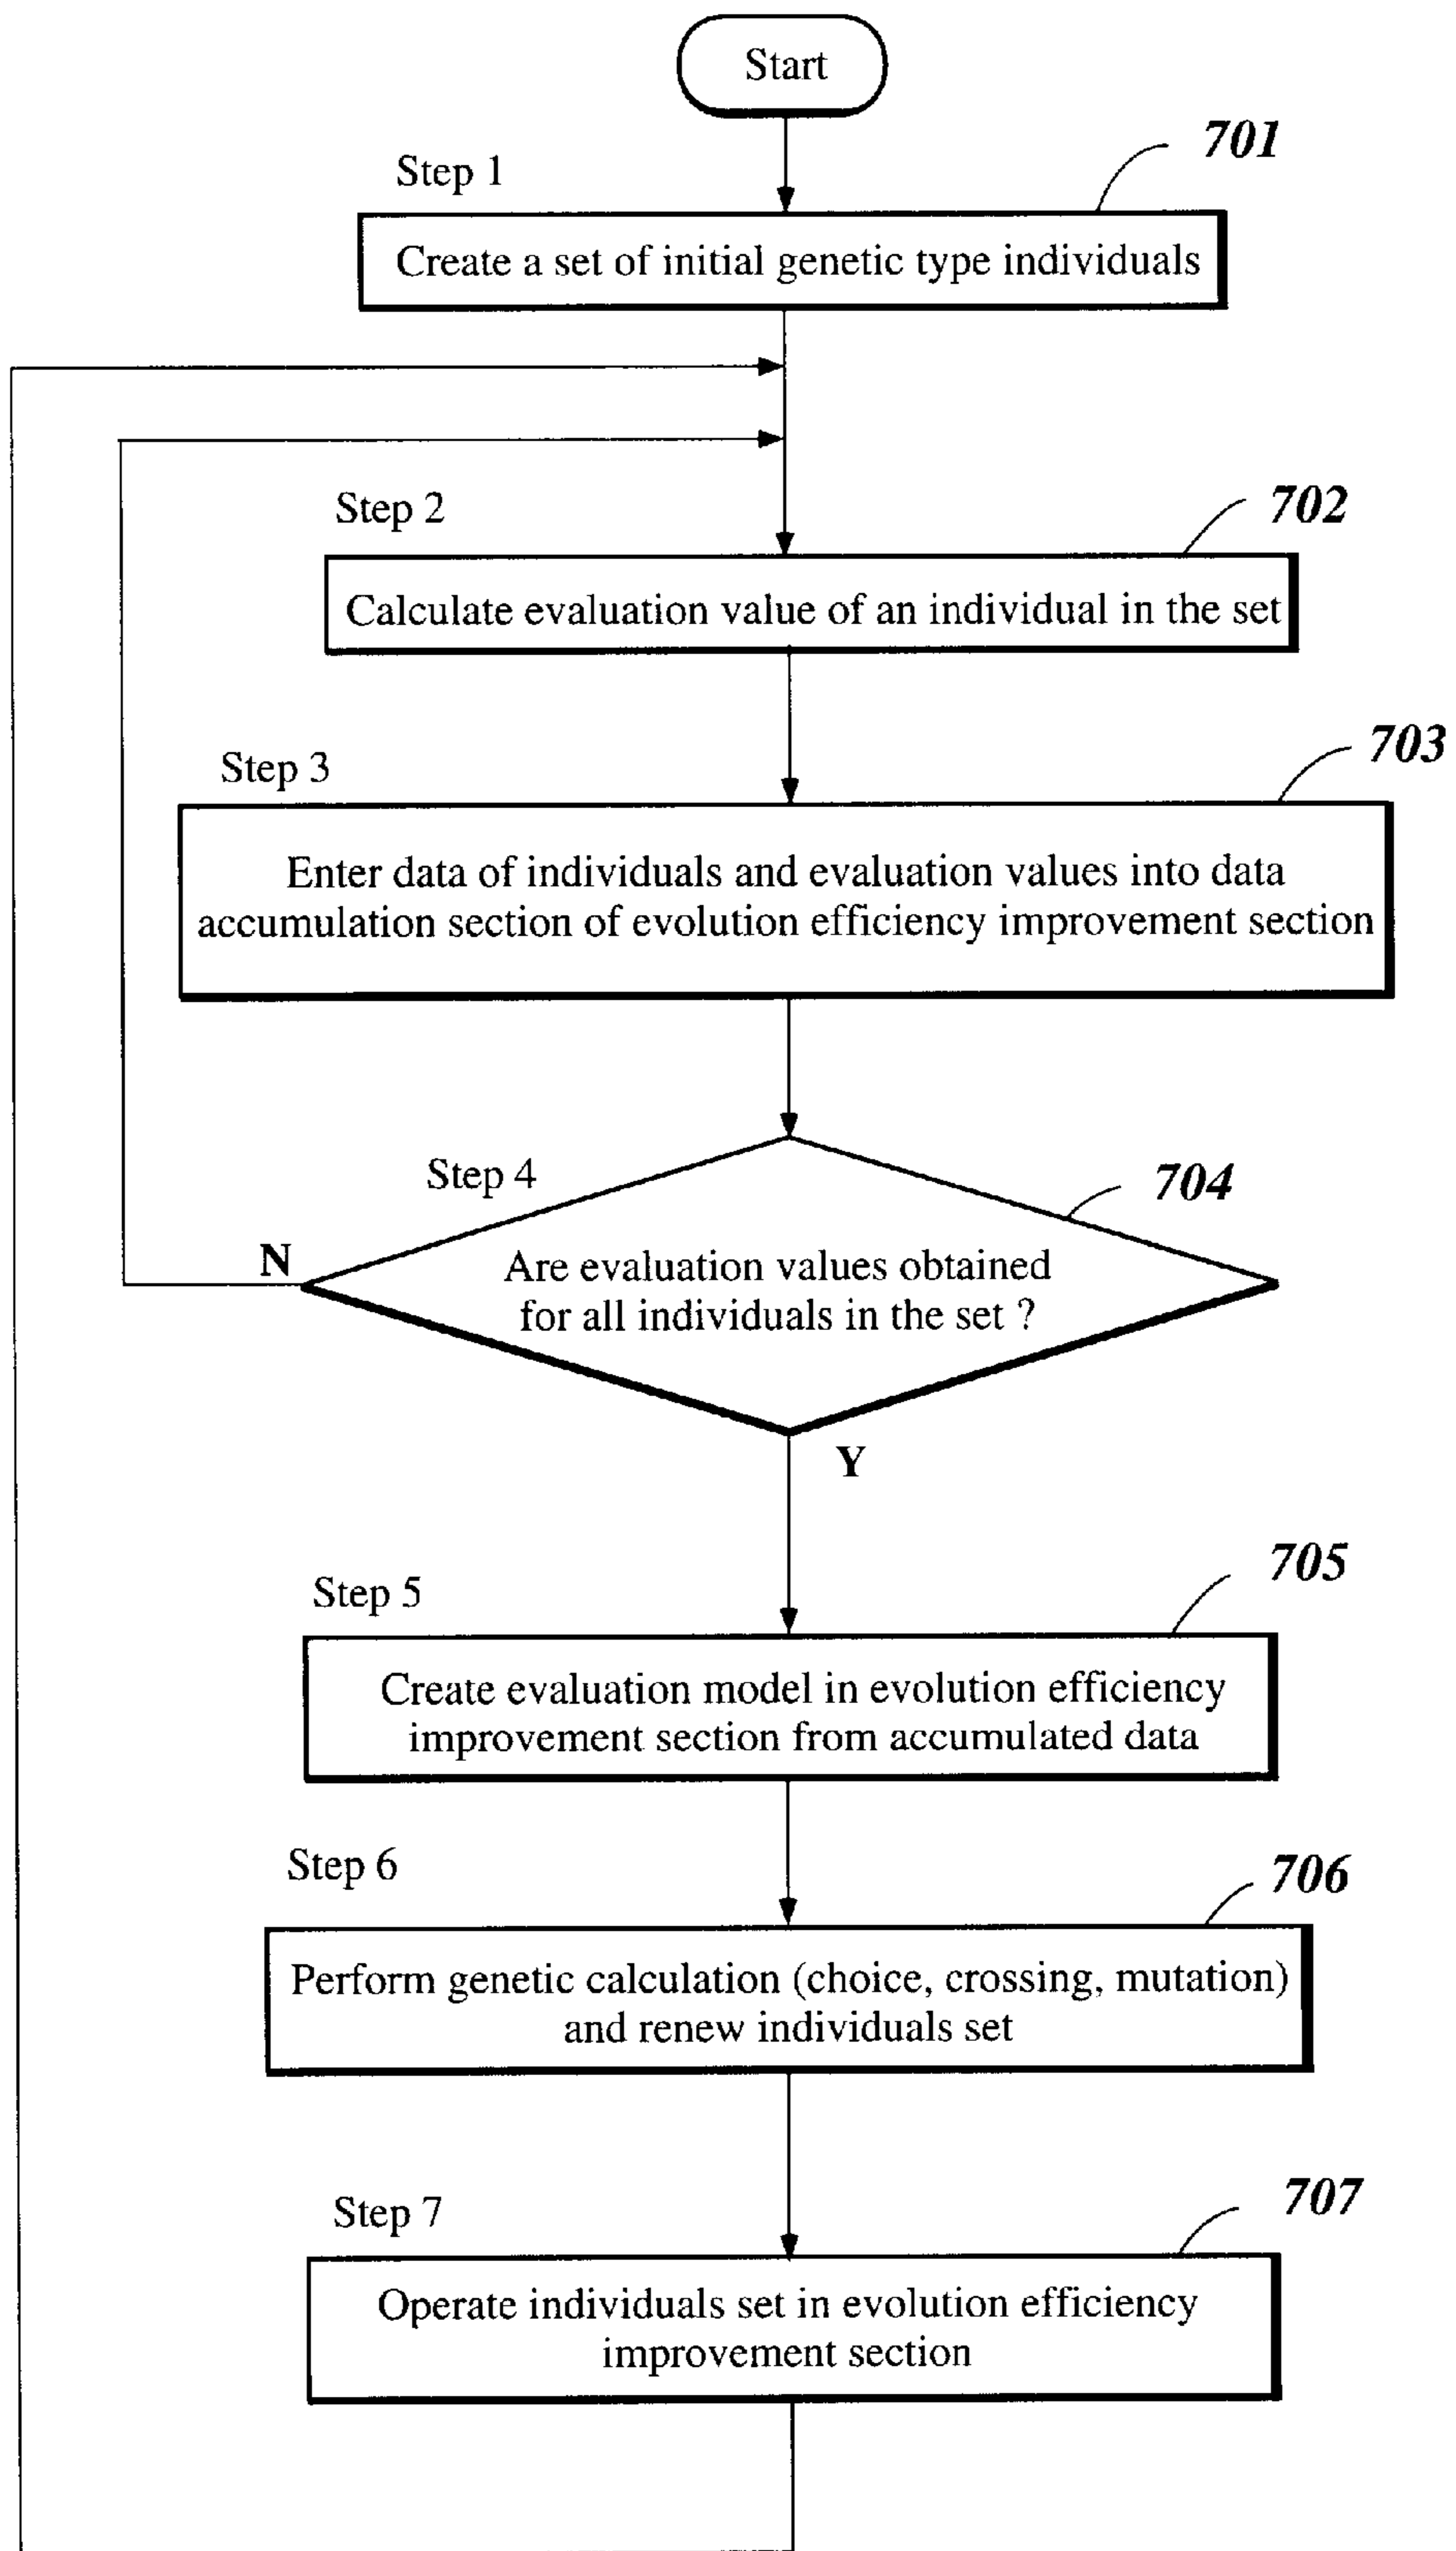 Start
Step 1
701
Create a set of initial genetic type individuals
Step 2
702
Calculate evaluation value of an individual in the set
Step 3
703
Enter data of individuals and evaluation values into data
accumulation section of evolution efficiency improvement section
Step 4
704
N
Are evaluation values obtained
for all individuals in the set ?
Y
Step 5
705
Create evaluation model in evolution efficiency
improvement section from accumulated data
Step 6
706
Perform genetic calculation (choice, crossing, mutation)
and renew individuals set
Step 7
707
Operate individuals set in evolution efficiency
improvement section